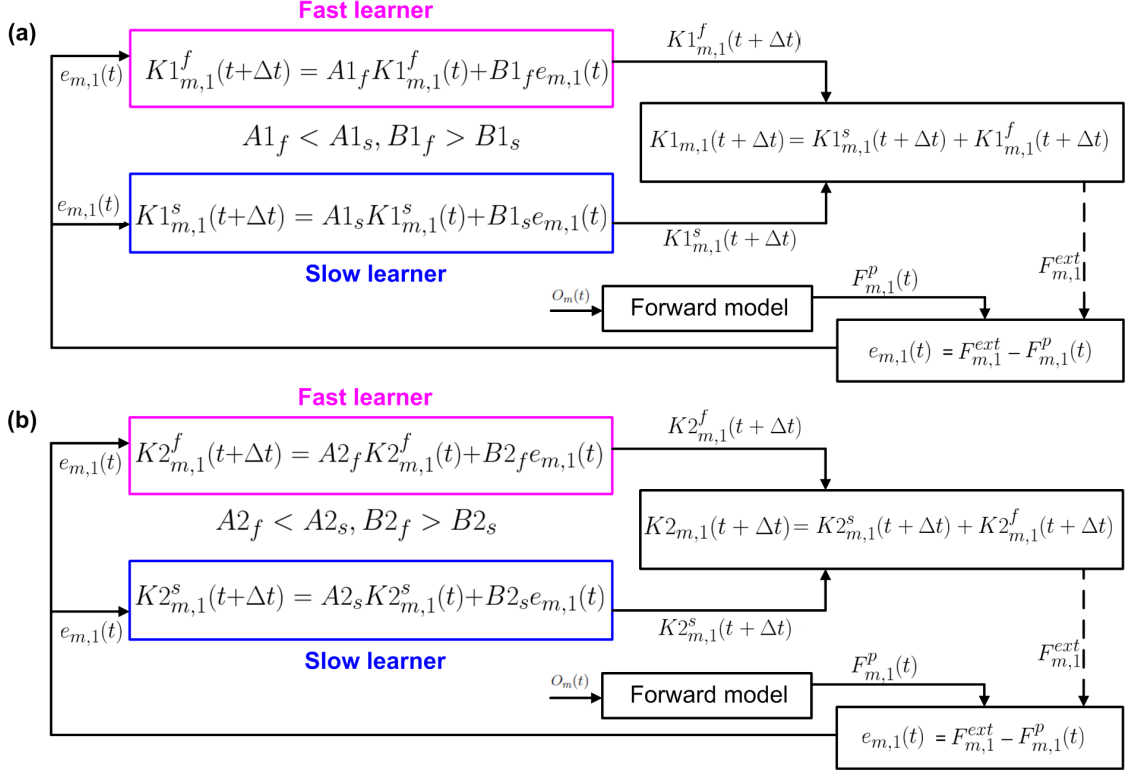 (a)
Fast learner
e_{m,1}(t)
K1^f_{m,1}(t+Δt) = A1_f K1^f_{m,1}(t)+B1_f e_{m,1}(t)
K1^f_{m,1}(t + Δt)
A1_f < A1_s, B1_f > B1_s
K1_{m,1}(t + Δt) = K1^s_{m,1}(t + Δt) + K1^f_{m,1}(t + Δt)
e_{m,1}(t)
K1^s_{m,1}(t+Δt) = A1_s K1^s_{m,1}(t)+B1_s e_{m,1}(t)
K1^s_{m,1}(t + Δt)
Slow learner
F^{ext}_{m,1}
O_m(t)
Forward model
F^p_{m,1}(t)
e_{m,1}(t) = F^{ext}_{m,1} − F^p_{m,1}(t)
(b)
Fast learner
e_{m,1}(t)
K2^f_{m,1}(t+Δt) = A2_f K2^f_{m,1}(t)+B2_f e_{m,1}(t)
K2^f_{m,1}(t + Δt)
A2_f < A2_s, B2_f > B2_s
K2_{m,1}(t + Δt) = K2^s_{m,1}(t + Δt) + K2^f_{m,1}(t + Δt)
e_{m,1}(t)
K2^s_{m,1}(t+Δt) = A2_s K2^s_{m,1}(t)+B2_s e_{m,1}(t)
K2^s_{m,1}(t + Δt)
Slow learner
F^{ext}_{m,1}
O_m(t)
Forward model
F^p_{m,1}(t)
e_{m,1}(t) = F^{ext}_{m,1} − F^p_{m,1}(t)